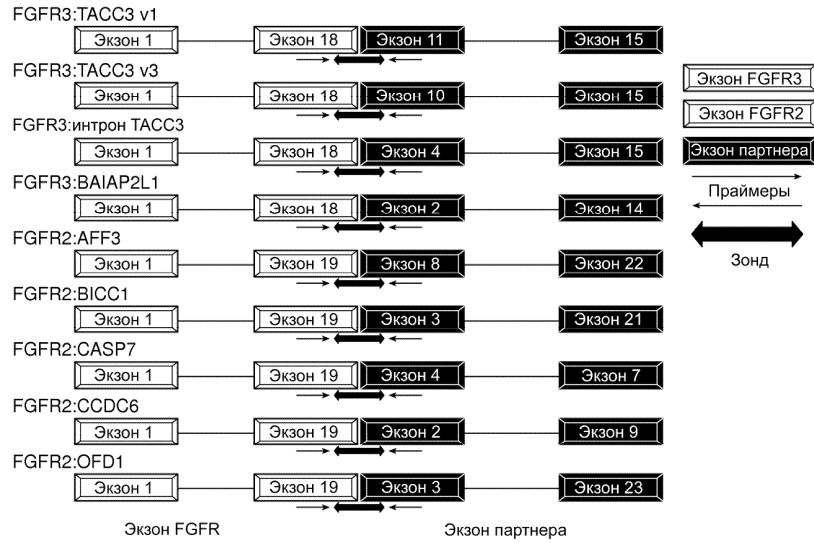 FGFR3:TACC3 v1
Экзон 1 Экзон 18 Экзон 11 Экзон 15
FGFR3:TACC3 v3
Экзон 1 Экзон 18 Экзон 10 Экзон 15
FGFR3:интрон TACC3
Экзон 1 Экзон 18 Экзон 4 Экзон 15
FGFR3:BAIAP2L1
Экзон 1 Экзон 18 Экзон 2 Экзон 14
FGFR2:AFF3
Экзон 1 Экзон 19 Экзон 8 Экзон 22
FGFR2:BICC1
Экзон 1 Экзон 19 Экзон 3 Экзон 21
FGFR2:CASP7
Экзон 1 Экзон 19 Экзон 4 Экзон 7
FGFR2:CCDC6
Экзон 1 Экзон 19 Экзон 2 Экзон 9
FGFR2:OFD1
Экзон 1 Экзон 19 Экзон 3 Экзон 23
Экзон FGFR Экзон партнера
Экзон FGFR3
Экзон FGFR2
Экзон партнера
Праймеры
Зонд